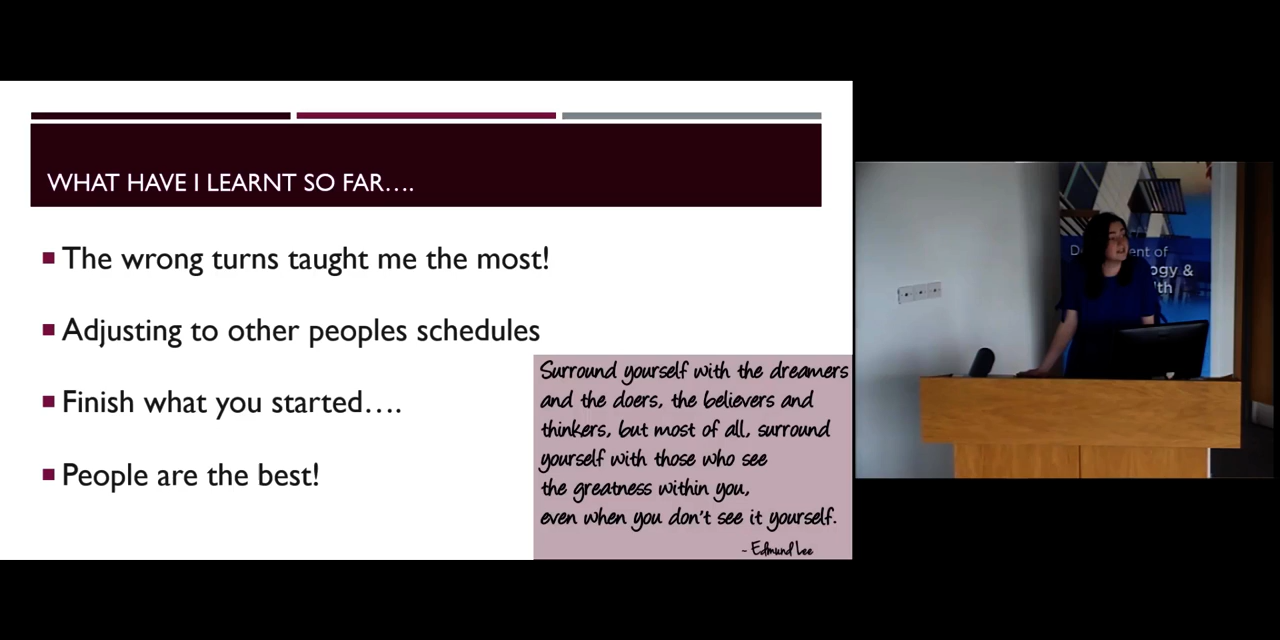 WHAT HAVE I LEARNT SO FAR….
The wrong turns taught me the most!
Adjusting to other peoples schedules
Finish what you started….
People are the best!
Surround yourself with the dreamers
and the doers, the believers and
thinkers, but most of all, surround
yourself with those who see
the greatness within you,
even when you don't see it yourself.
- Edmund Lee